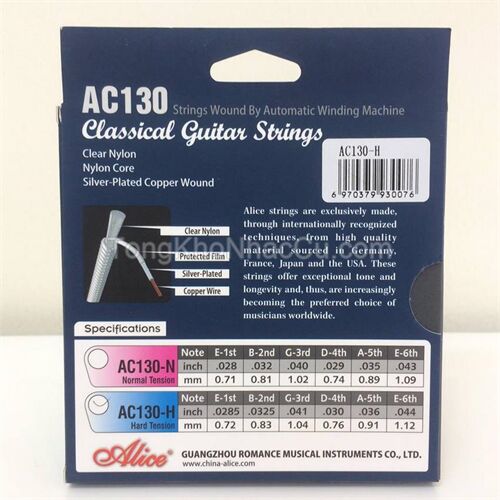 AC130 Strings Wound By Automatic Winding Machine
Classical Guitar Strings
Clear Nylon
Nylon Core
Silver-Plated Copper Wound
AC130-H
6 970379 930076
Alice strings are exclusively made,
through internationally recognized
techniques, from high quality
material sourced in Germany,
France, Japan and the USA. These
strings offer exceptional tone and
longevity and, thus, are increasingly
becoming the preferred choice of
musicians worldwide.
Clear Nylon
Protected Film
Silver-Plated
Copper Wire
TongKhoNhacCu.com
Specifications
AC130-N
Normal Tension
Note E-1st B-2nd G-3rd D-4th A-5th E-6th
inch .028 .032 .040 .029 .035 .043
mm 0.71 0.81 1.02 0.74 0.89 1.09
AC130-H
Hard Tension
Note E-1st B-2nd G-3rd D-4th A-5th E-6th
inch .0285 .0325 .041 .030 .036 .044
mm 0.72 0.83 1.04 0.76 0.91 1.12
Alice
GUANGZHOU ROMANCE MUSICAL INSTRUMENTS CO., LTD.
www.china-alice.com